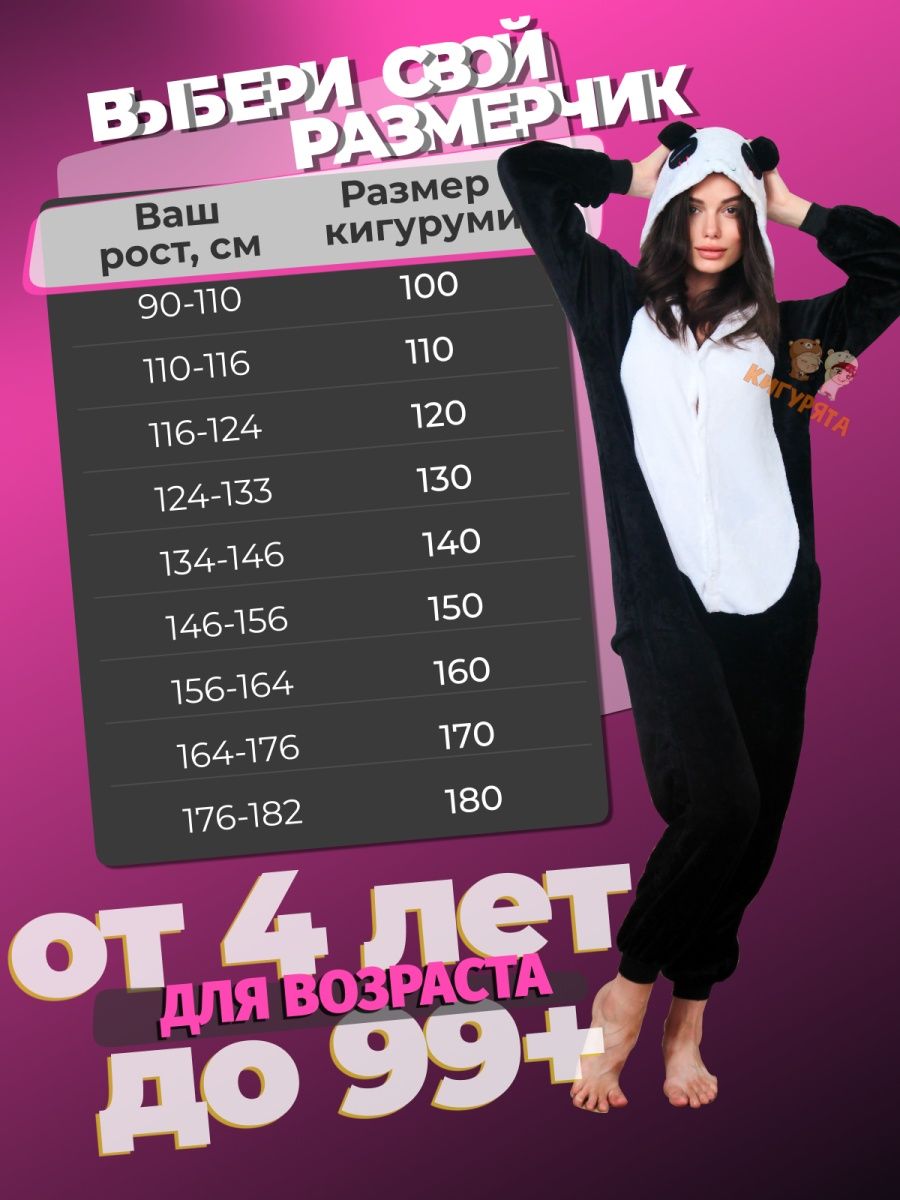 ВЫБЕРИ СВОЙ
РАЗМЕРЧИК
Ваш
рост, см
Размер
кигуруми
90-110 100
110-116 110
116-124 120
124-133 130
134-146 140
146-156 150
156-164 160
164-176 170
176-182 180
КИГУРЯТА
от 4 лет
ДЛЯ ВОЗРАСТА
до 99+